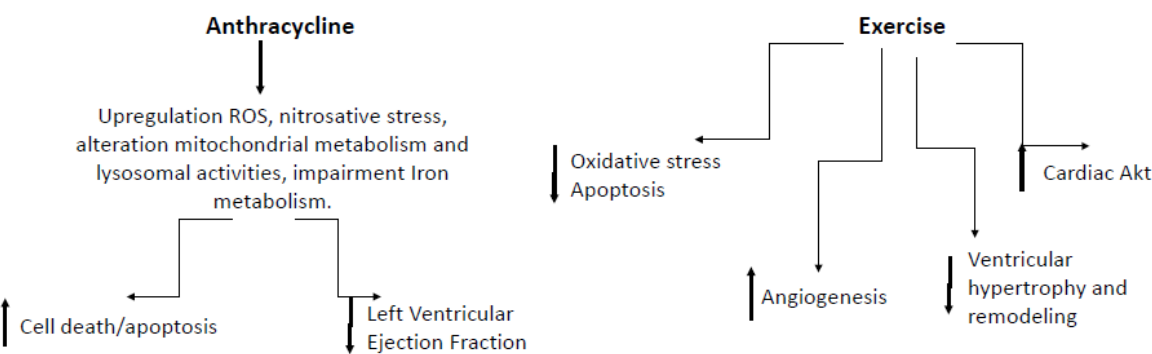 Anthracycline
Upregulation ROS, nitrosative stress,
alteration mitochondrial metabolism and
lysosomal activities, impairment Iron
metabolism.
Cell death/apoptosis
Left Ventricular
Ejection Fraction
Exercise
Oxidative stress
Apoptosis
Angiogenesis
Ventricular
hypertrophy and
remodeling
Cardiac Akt